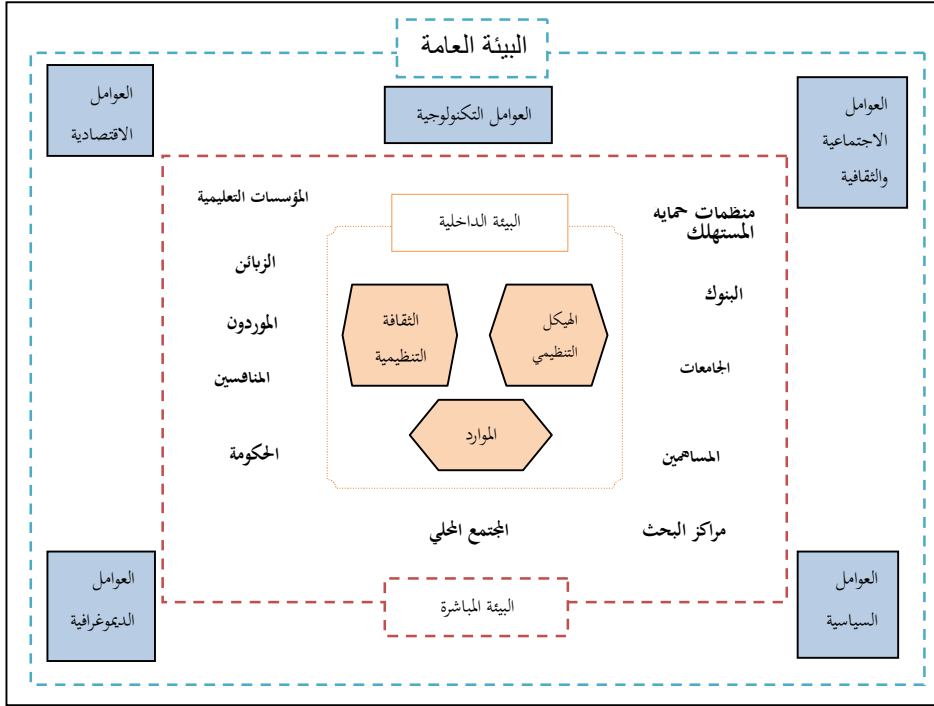 البيئة العامة
العوامل
الاجتماعية
والثقافية
العوامل التكنولوجية
العوامل
الاقتصادية
منظمات حمايه
المستهلك
البيئة الداخلية
المؤسسات التعليمية
البنوك
الزبائن
الهيكل
التنظيمي
الثقافة
التنظيمية
الموردون
الجامعات
المنافسين
المساهمين
الموارد
الحكومة
مراكز البحث
المجتمع المحلي
العوامل
السياسية
البيئة المباشرة
العوامل
الديموغرافية